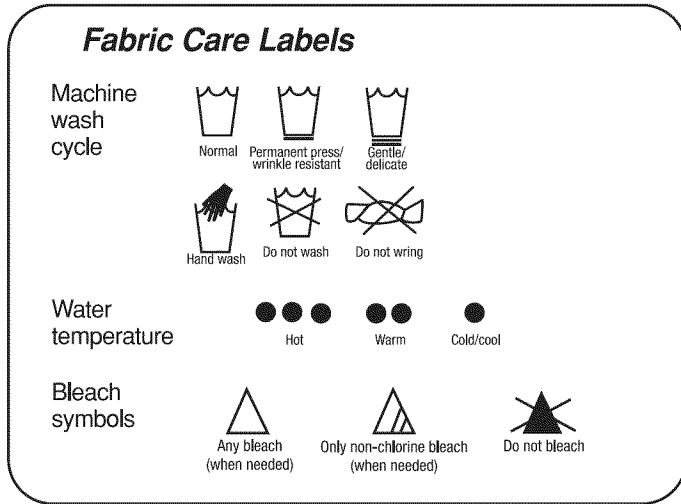 Fabric Care Labels
Machine
wash
cycle
Normal
Permanent press/
wrinkle resistant
Gentle/
delicate
Hand wash
Do not wash
Do not wring
Water
temperature
Hot
Warm
Cold/cool
Bleach
symbols
Any bleach
(when needed)
Only non-chlorine bleach
(when needed)
Do not bleach